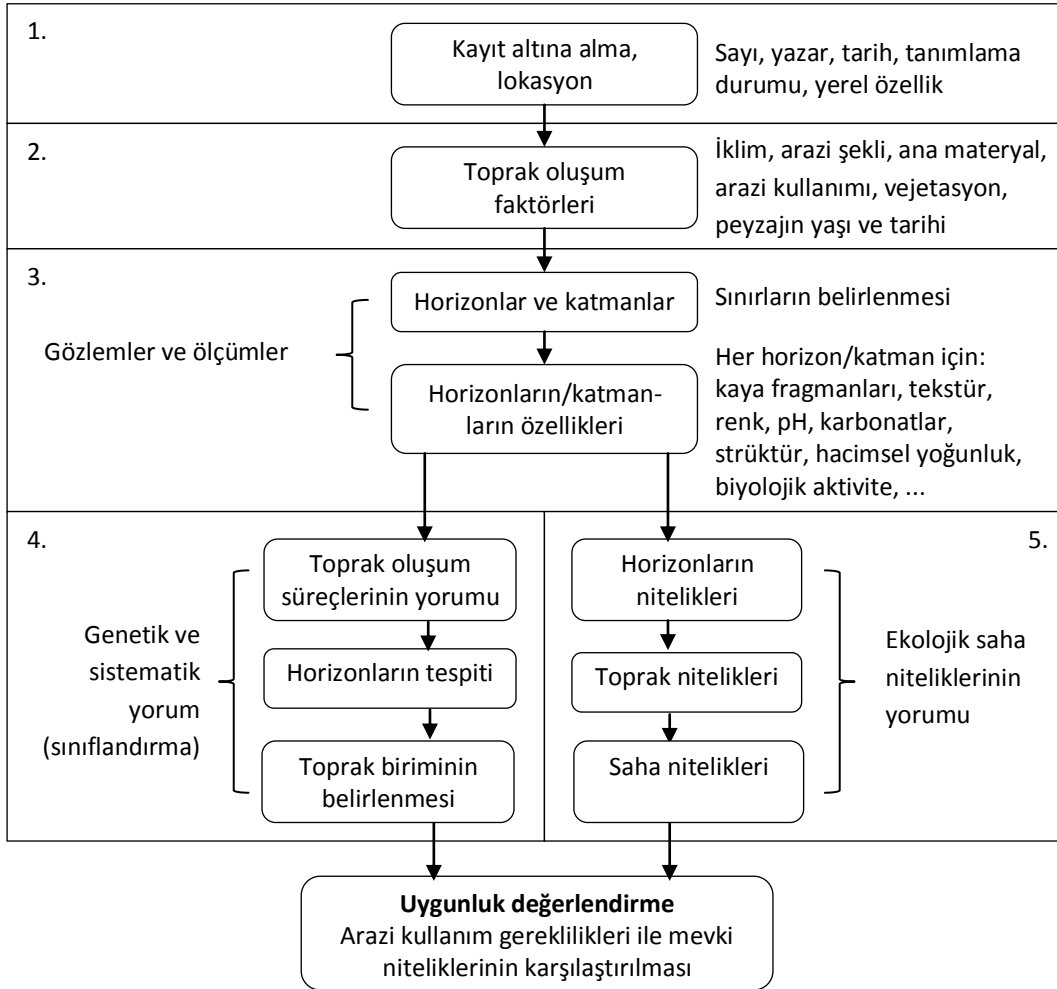 1.
Kayıt altına alma,
lokasyon
Sayı, yazar, tarih, tanımlama
durumu, yerel özellik
2.
Toprak oluşum
faktörleri
İklim, arazi şekli, ana materyal,
arazi kullanımı, vejetasyon,
peyzajın yaşı ve tarihi
3.
Gözlemler ve ölçümler
Horizonlar ve katmanlar
Sınırların belirlenmesi
Horizonların/katman-
ların özellikleri
Her horizon/katman için:
kaya fragmanları, tekstür,
renk, pH, karbonatlar,
strüktür, hacimsel yoğunluk,
biyolojik aktivite, ...
4.
Genetik ve
sistematik
yorum
(sınıflandırma)
Toprak oluşum
süreçlerinin yorumu
Horizonların tespiti
Toprak biriminin
belirlenmesi
5.
Horizonların
nitelikleri
Toprak nitelikleri
Saha nitelikleri
Ekolojik saha
niteliklerinin
yorumu
Uygunluk değerlendirme
Arazi kullanım gereklilikleri ile mevki
niteliklerinin karşılaştırılması